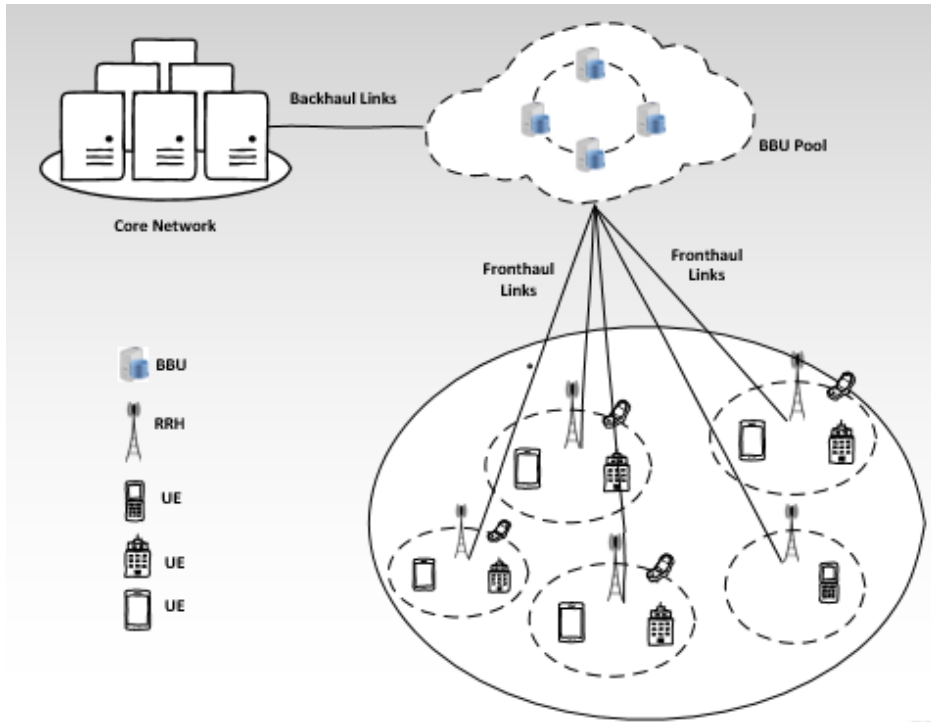 Backhaul Links
BBU Pool
Core Network
Fronthaul
Links
Fronthaul
Links
BBU
RRH
UE
UE
UE